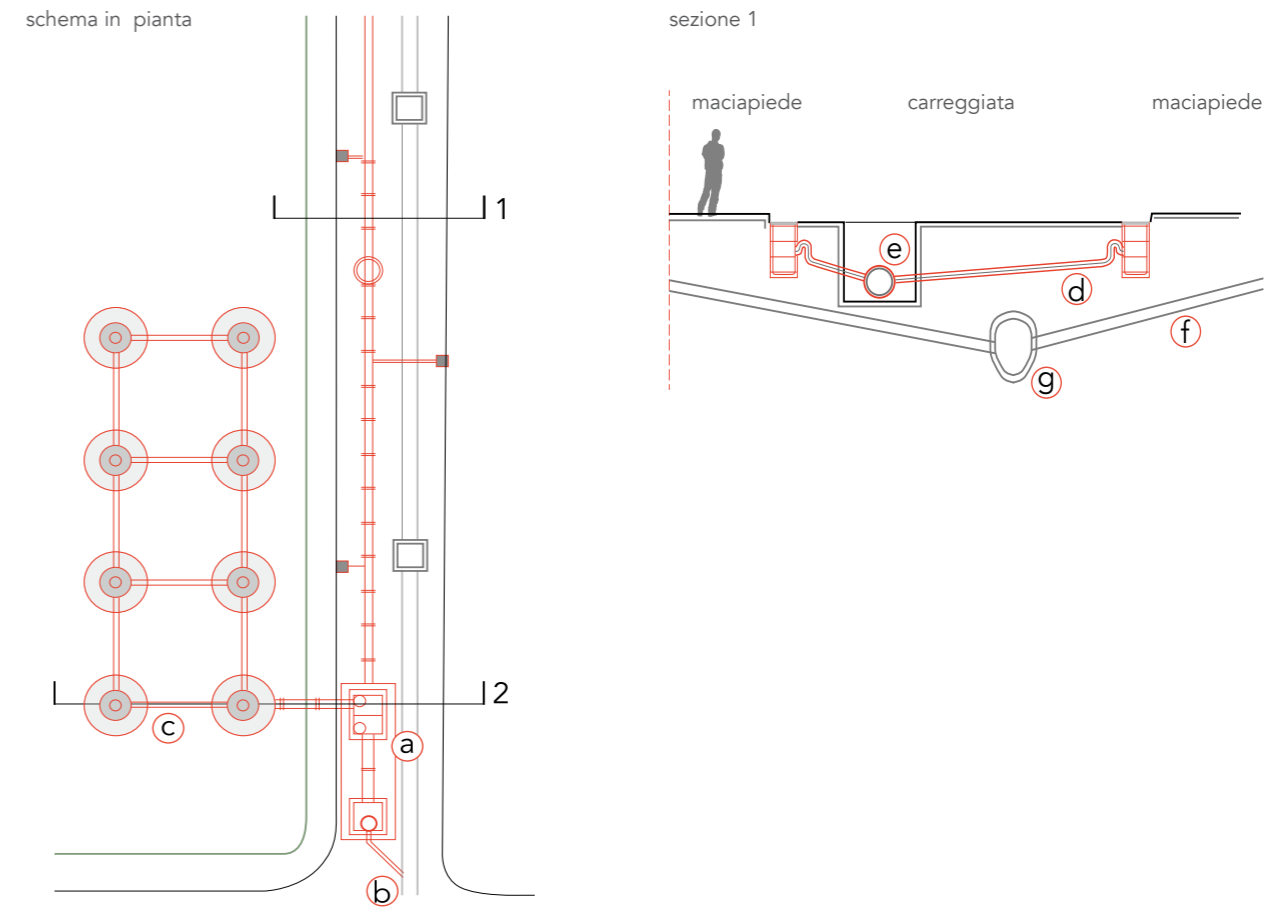 schema in pianta
1
2
c
a
b
sezione 1
maciapiede
carreggiata
maciapiede
e
d
f
g